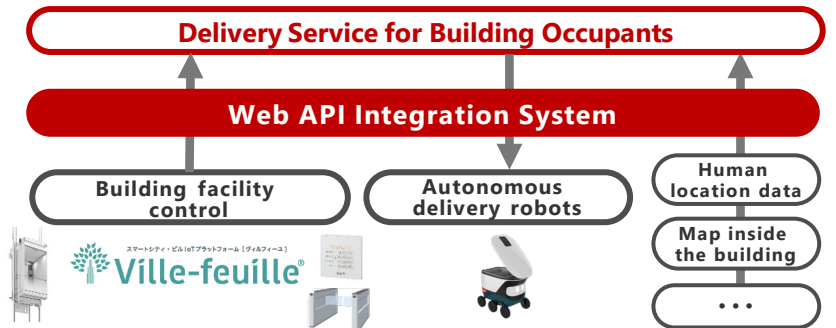 Delivery Service for Building Occupants
Web API Integration System
Building facility
control
Autonomous
delivery robots
Human
location data
Map inside
the building
・・・
スマートシティ・ビルIoTプラットフォーム［ヴィルフィーユ］
Ville-feuille®